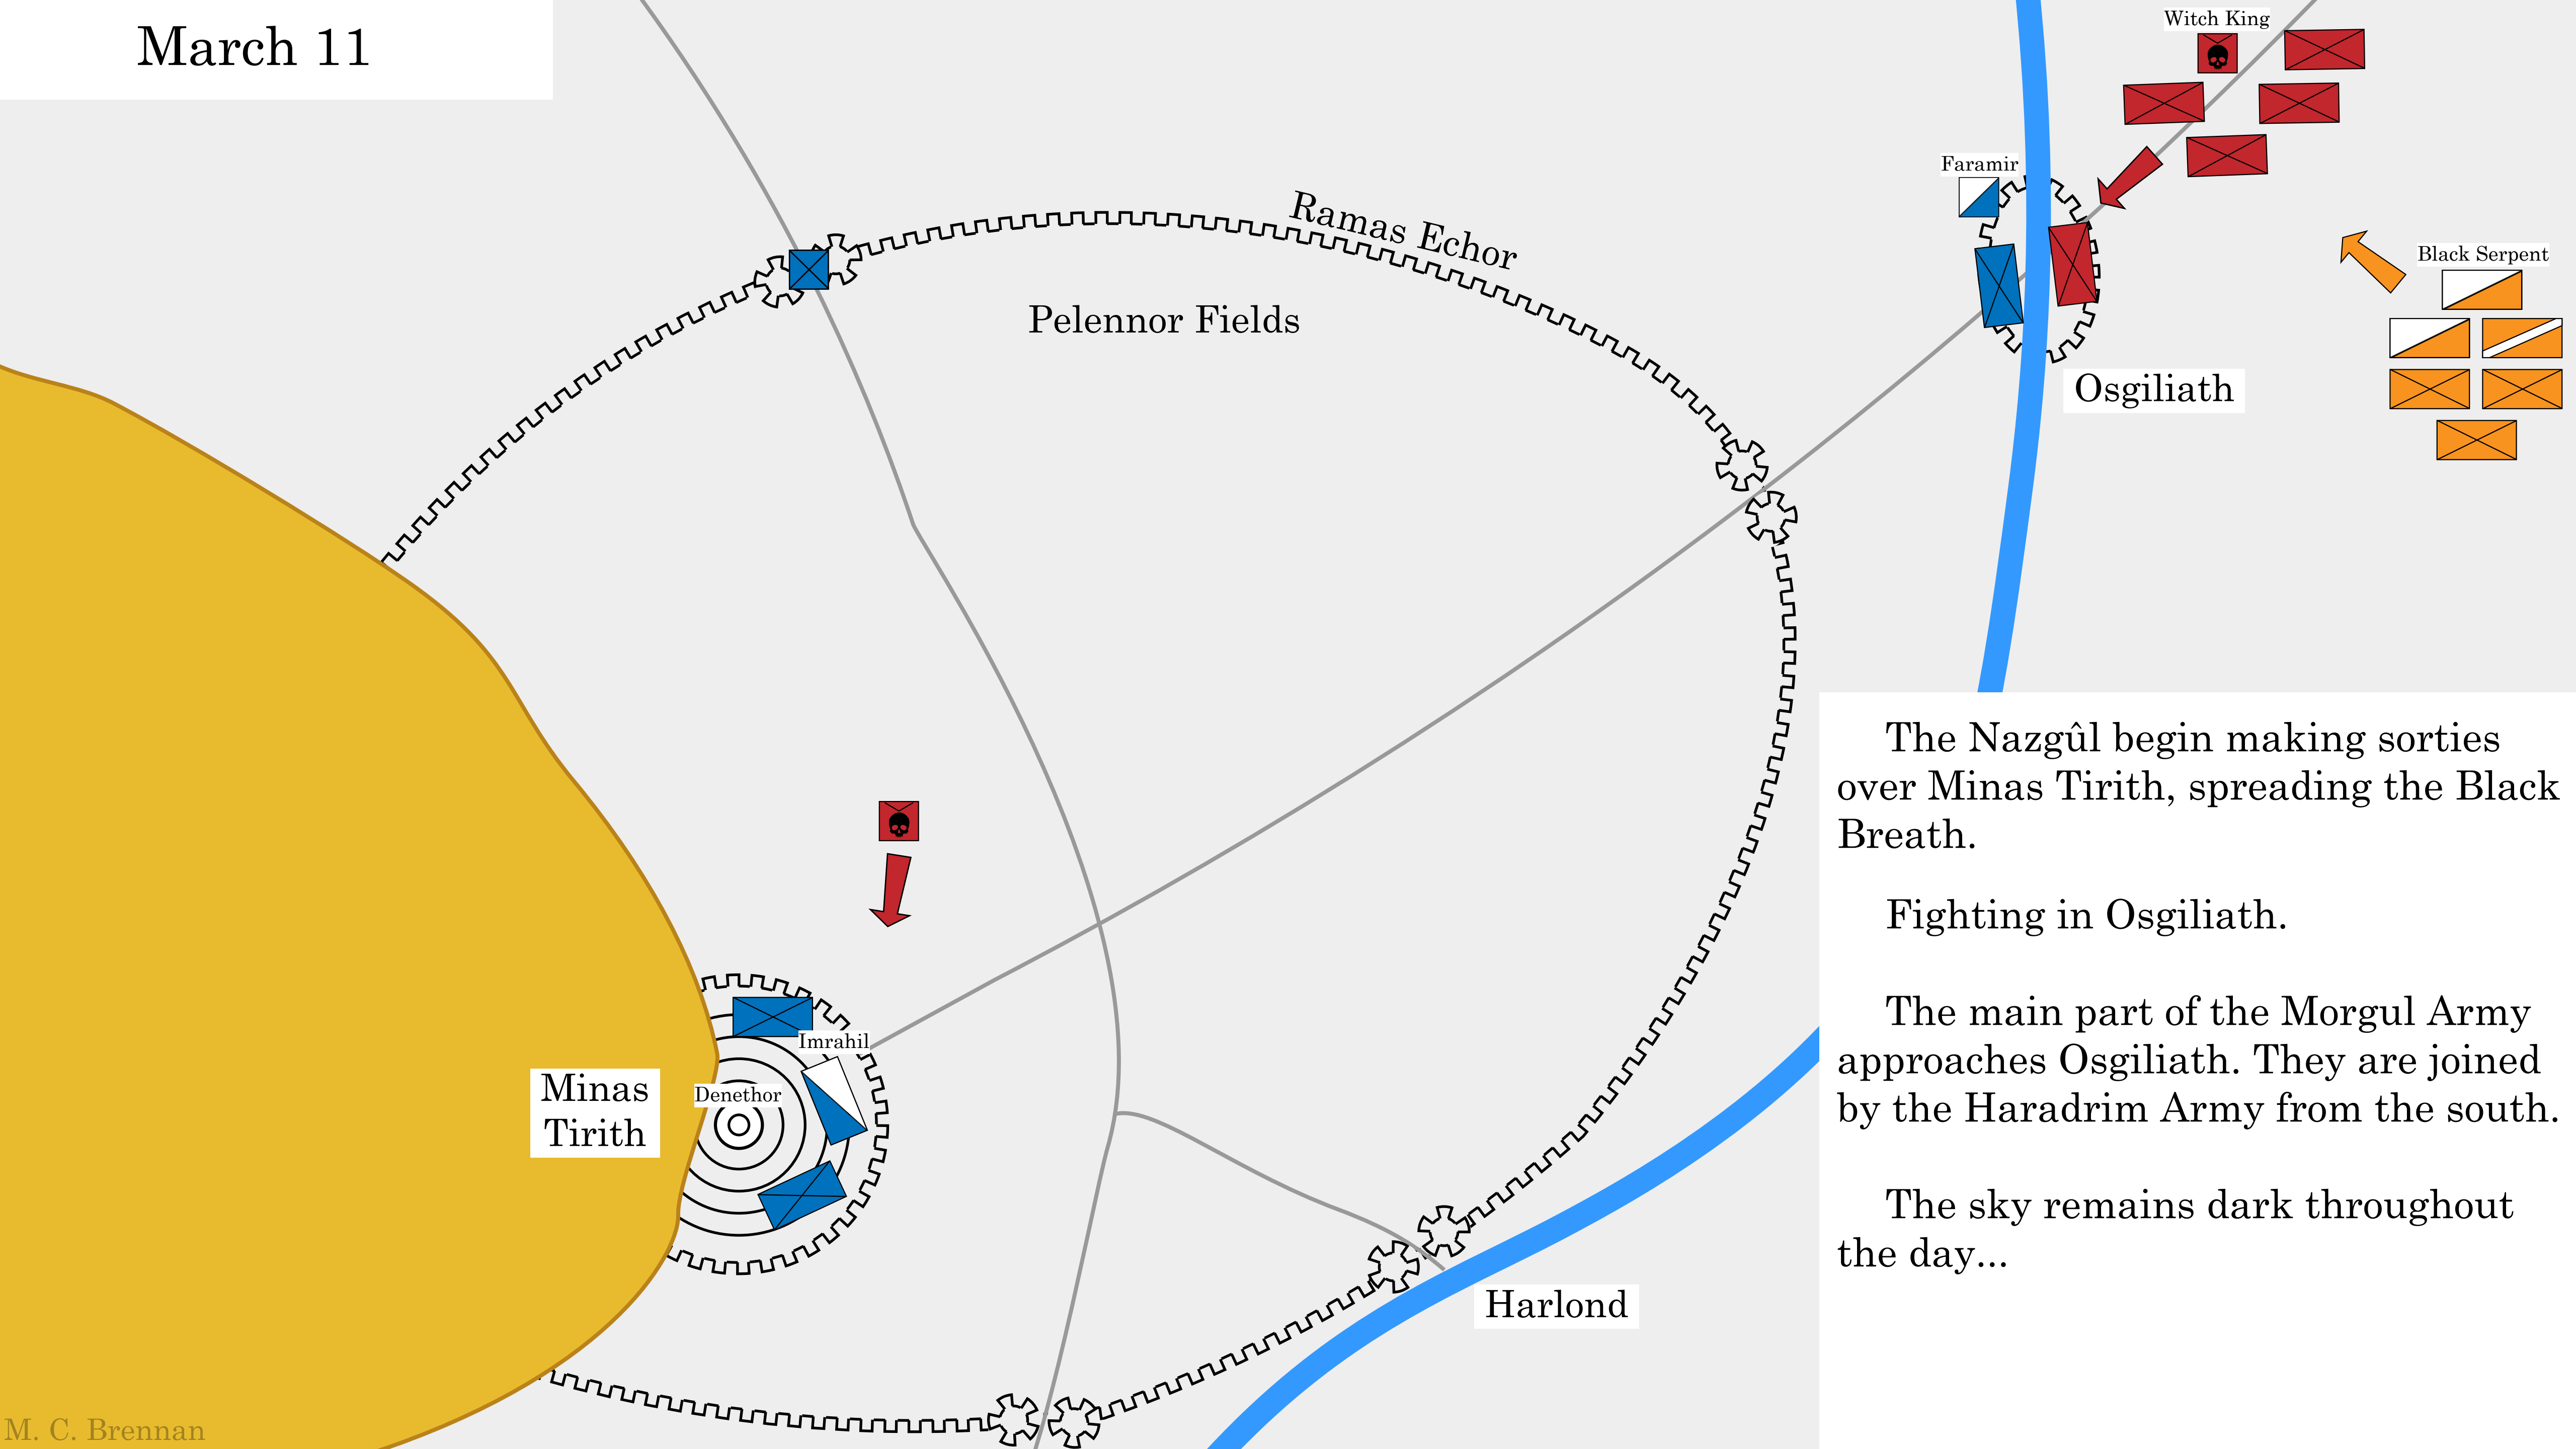 March 11
Witch King
Faramir
Ramas Echor
Black Serpent
Pelennor Fields
Osgiliath
The Nazgûl begin making sorties
over Minas Tirith, spreading the Black
Breath.
Fighting in Osgiliath.
The main part of the Morgul Army
approaches Osgiliath. They are joined
by the Haradrim Army from the south.
The sky remains dark throughout
the day...
Imrahil
Minas
Tirith
Denethor
Harlond
M. C. Brennan